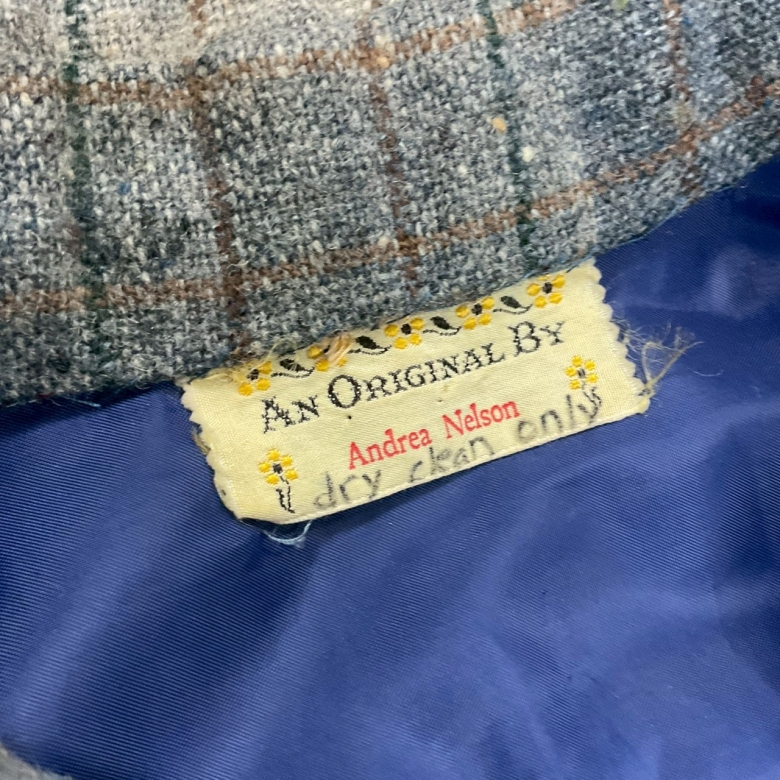 AN ORIGINAL BY
Andrea Nelson
dry clean only